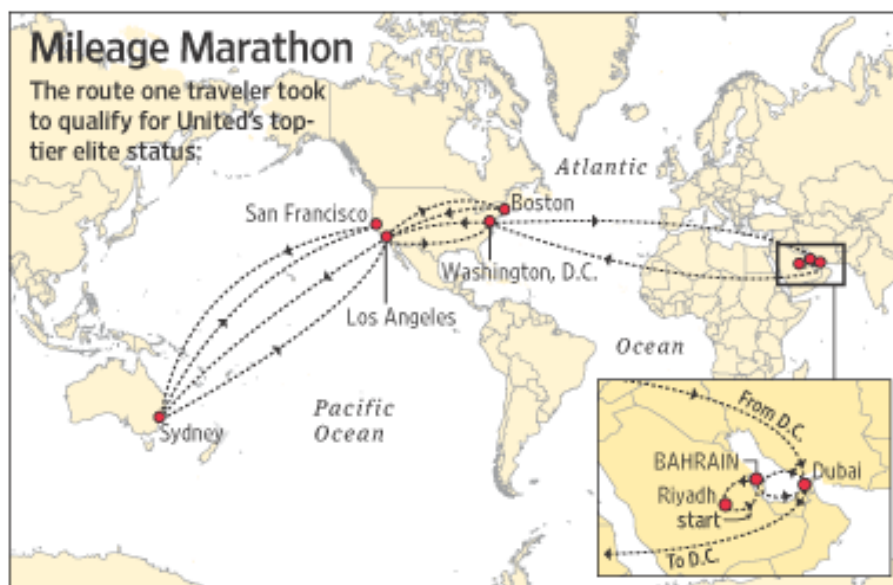 Mileage Marathon
The route one traveler took
to qualify for United's top-
tier elite status:
Atlantic
San Francisco
Boston
Washington, D.C.
Los Angeles
Ocean
Pacific
Ocean
Sydney
From D.C.
BAHRAIN
Dubai
Riyadh
start
To D.C.